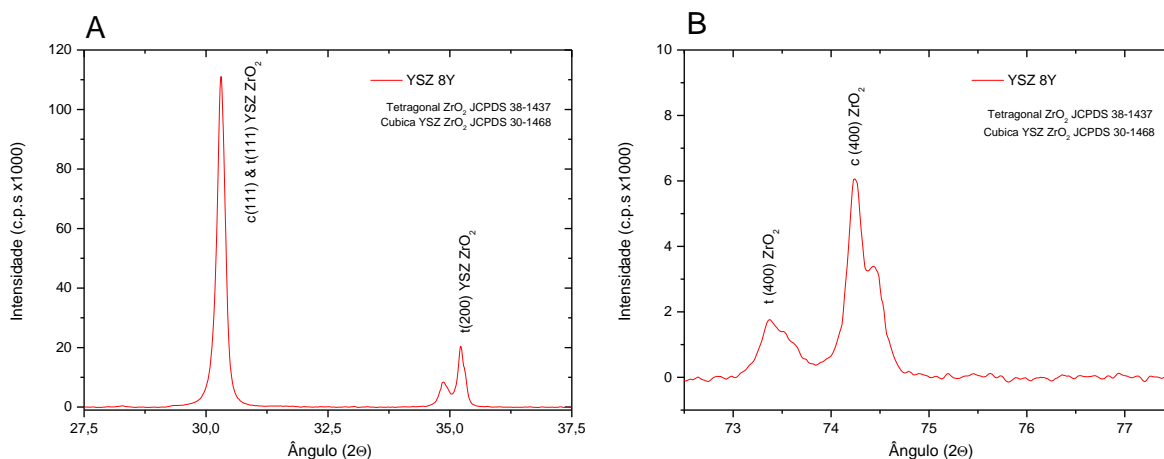 A
Intensidade (c.p.s x1000)
120
100
80
60
40
20
0
27,5
30,0
32,5
35,0
37,5
Ângulo (2Θ)
c(111) & t(111) YSZ ZrO₂
t(200) YSZ ZrO₂
YSZ 8Y
Tetragonal ZrO₂ JCPDS 38-1437
Cubica YSZ ZrO₂ JCPDS 30-1468
B
Intensidade (c.p.s x1000)
10
8
6
4
2
0
73
74
75
76
77
Ângulo (2Θ)
t (400) ZrO₂
c (400) ZrO₂
YSZ 8Y
Tetragonal ZrO₂ JCPDS 38-1437
Cubica YSZ ZrO₂ JCPDS 30-1468